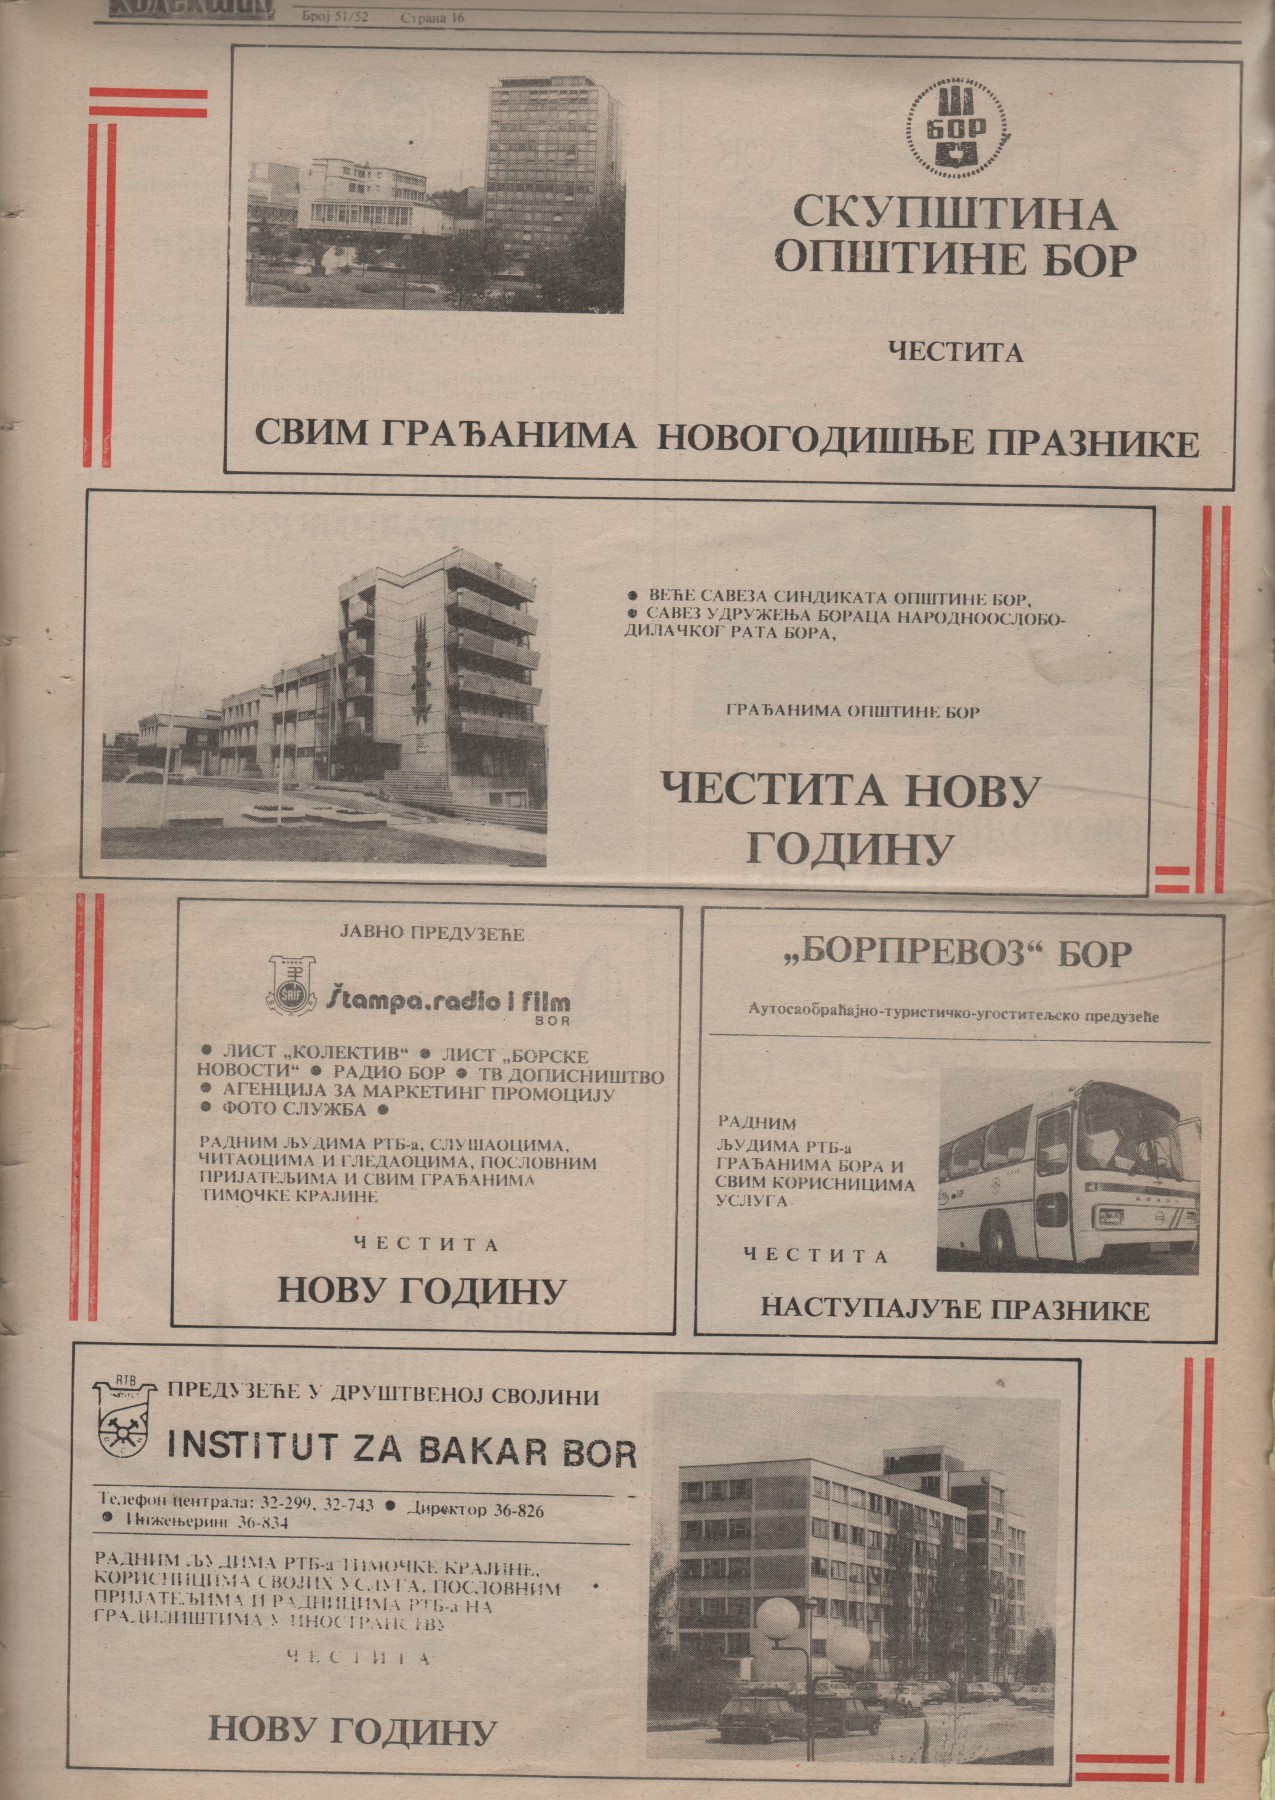 КОЛЕКТИВ
Број 51/52 Страна 16
БОР
СКУПШТИНА
ОПШТИНЕ БОР
ЧЕСТИТА
СВИМ ГРАЂАНИМА НОВОГОДИШЊЕ ПРАЗНИКЕ
● ВЕЋЕ САВЕЗА СИНДИКАТА ОПШТИНЕ БОР,
● САВЕЗ УДРУЖЕЊА БОРАЦА НАРОДНООСЛОБО-
ДИЛАЧКОГ РАТА БОРА,
ГРАЂАНИМА ОПШТИНЕ БОР
ЧЕСТИТА НОВУ
ГОДИНУ
ЈАВНО ПРЕДУЗЕЋЕ
ŠRIF
Štampa.radio i film
BOR
● ЛИСТ „КОЛЕКТИВ“ ● ЛИСТ „БОРСКЕ
НОВОСТИ“ ● РАДИО БОР ● ТВ ДОПИСНИШТВО
● АГЕНЦИЈА ЗА МАРКЕТИНГ ПРОМОЦИЈУ
● ФОТО СЛУЖБА ●
РАДНИМ ЉУДИМА РТБ-а, СЛУШАОЦИМА,
ЧИТАОЦИМА И ГЛЕДАОЦИМА, ПОСЛОВНИМ
ПРИЈАТЕЉИМА И СВИМ ГРАЂАНИМА
ТИМОЧКЕ КРАЈИНЕ
ЧЕСТИТА
НОВУ ГОДИНУ
„БОРПРЕВОЗ“ БОР
Аутосаобраћајно-туристичко-угоститељско предузеће
РАДНИМ
ЉУДИМА РТБ-а
ГРАЂАНИМА БОРА И
СВИМ КОРИСНИЦИМА
УСЛУГА
ЧЕСТИТА
НАСТУПАЈУЋЕ ПРАЗНИКЕ
RTB
ПРЕДУЗЕЋЕ У ДРУШТВЕНОЈ СВОЈИНИ
INSTITUT ZA BAKAR BOR
Телефон централа: 32-299, 32-743 ● Директор 36-826
● Инжењеринг 36-834
РАДНИМ ЉУДИМА РТБ-а ТИМОЧКЕ КРАЈИНЕ,
КОРИСНИЦИМА СВОЈИХ УСЛУГА, ПОСЛОВНИМ
ПРИЈАТЕЉИМА И РАДНИЦИМА РТБ-а НА
ГРАДИЛИШТИМА У ИНОСТРАНСТВУ
ЧЕСТИТА
НОВУ ГОДИНУ